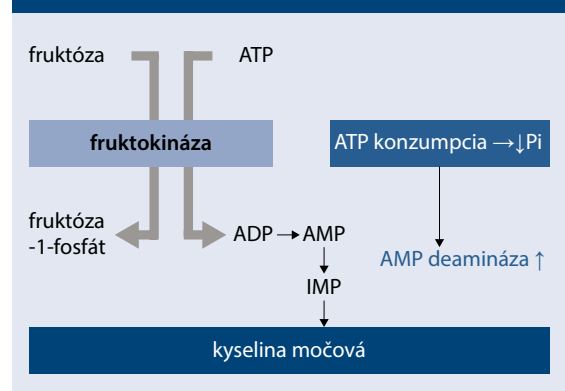 fruktóza ATP
fruktokináza ATP konzumpcia →↓Pi
fruktóza
-1-fosfát
ADP → AMP
AMP deamináza ↑
IMP
kyselina močová